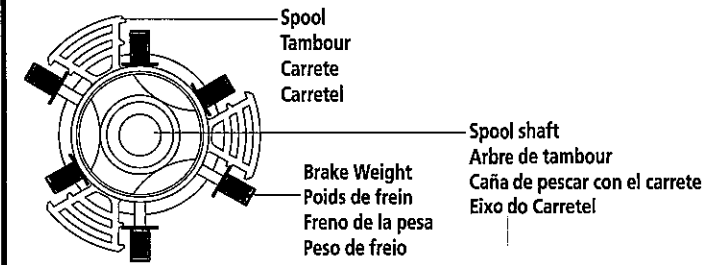 Spool
Tambour
Carrete
Carretel
Spool shaft
Arbre de tambour
Caña de pescar con el carrete
Eixo do Carretel
Brake Weight
Poids de frein
Freno de la pesa
Peso de freio